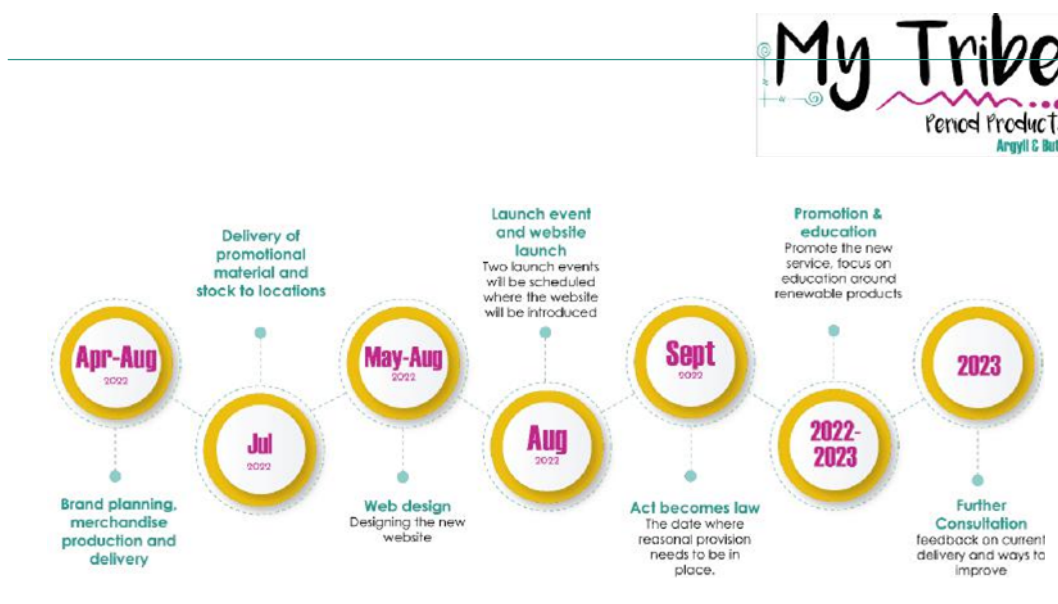 My Tribe
Period Product
Argyll & But
Delivery of
promotional
material and
stock to locations
Launch event
and website
launch
Two launch events
will be scheduled
where the website
will be introduced
Promotion &
education
Promote the new
service, focus on
education around
renewable products
Apr-Aug
2022
Jul
2022
May-Aug
2022
Aug
2022
Sept
2022
2022-
2023
2023
Brand planning,
merchandise
production and
delivery
Web design
Designing the new
website
Act becomes law
The date where
reasonal provision
needs to be in
place.
Further
Consultation
feedback on current
delivery and ways to
improve